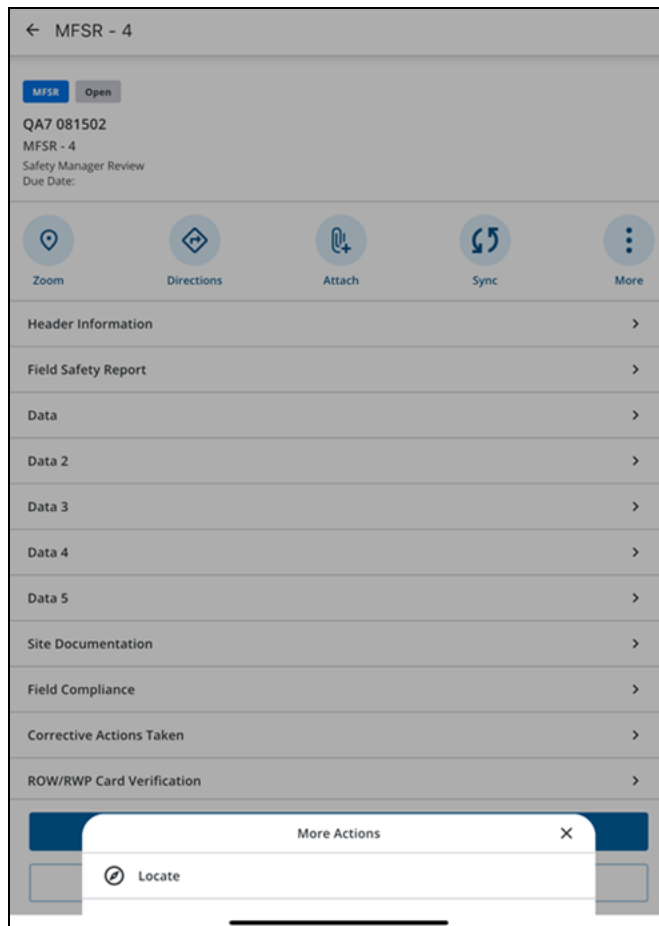 MFSR - 4
MFSR Open
QA7 081502
MFSR - 4
Safety Manager Review
Due Date:
Zoom Directions Attach Sync More
Header Information
Field Safety Report
Data
Data 2
Data 3
Data 4
Data 5
Site Documentation
Field Compliance
Corrective Actions Taken
ROW/RWP Card Verification
More Actions
Locate